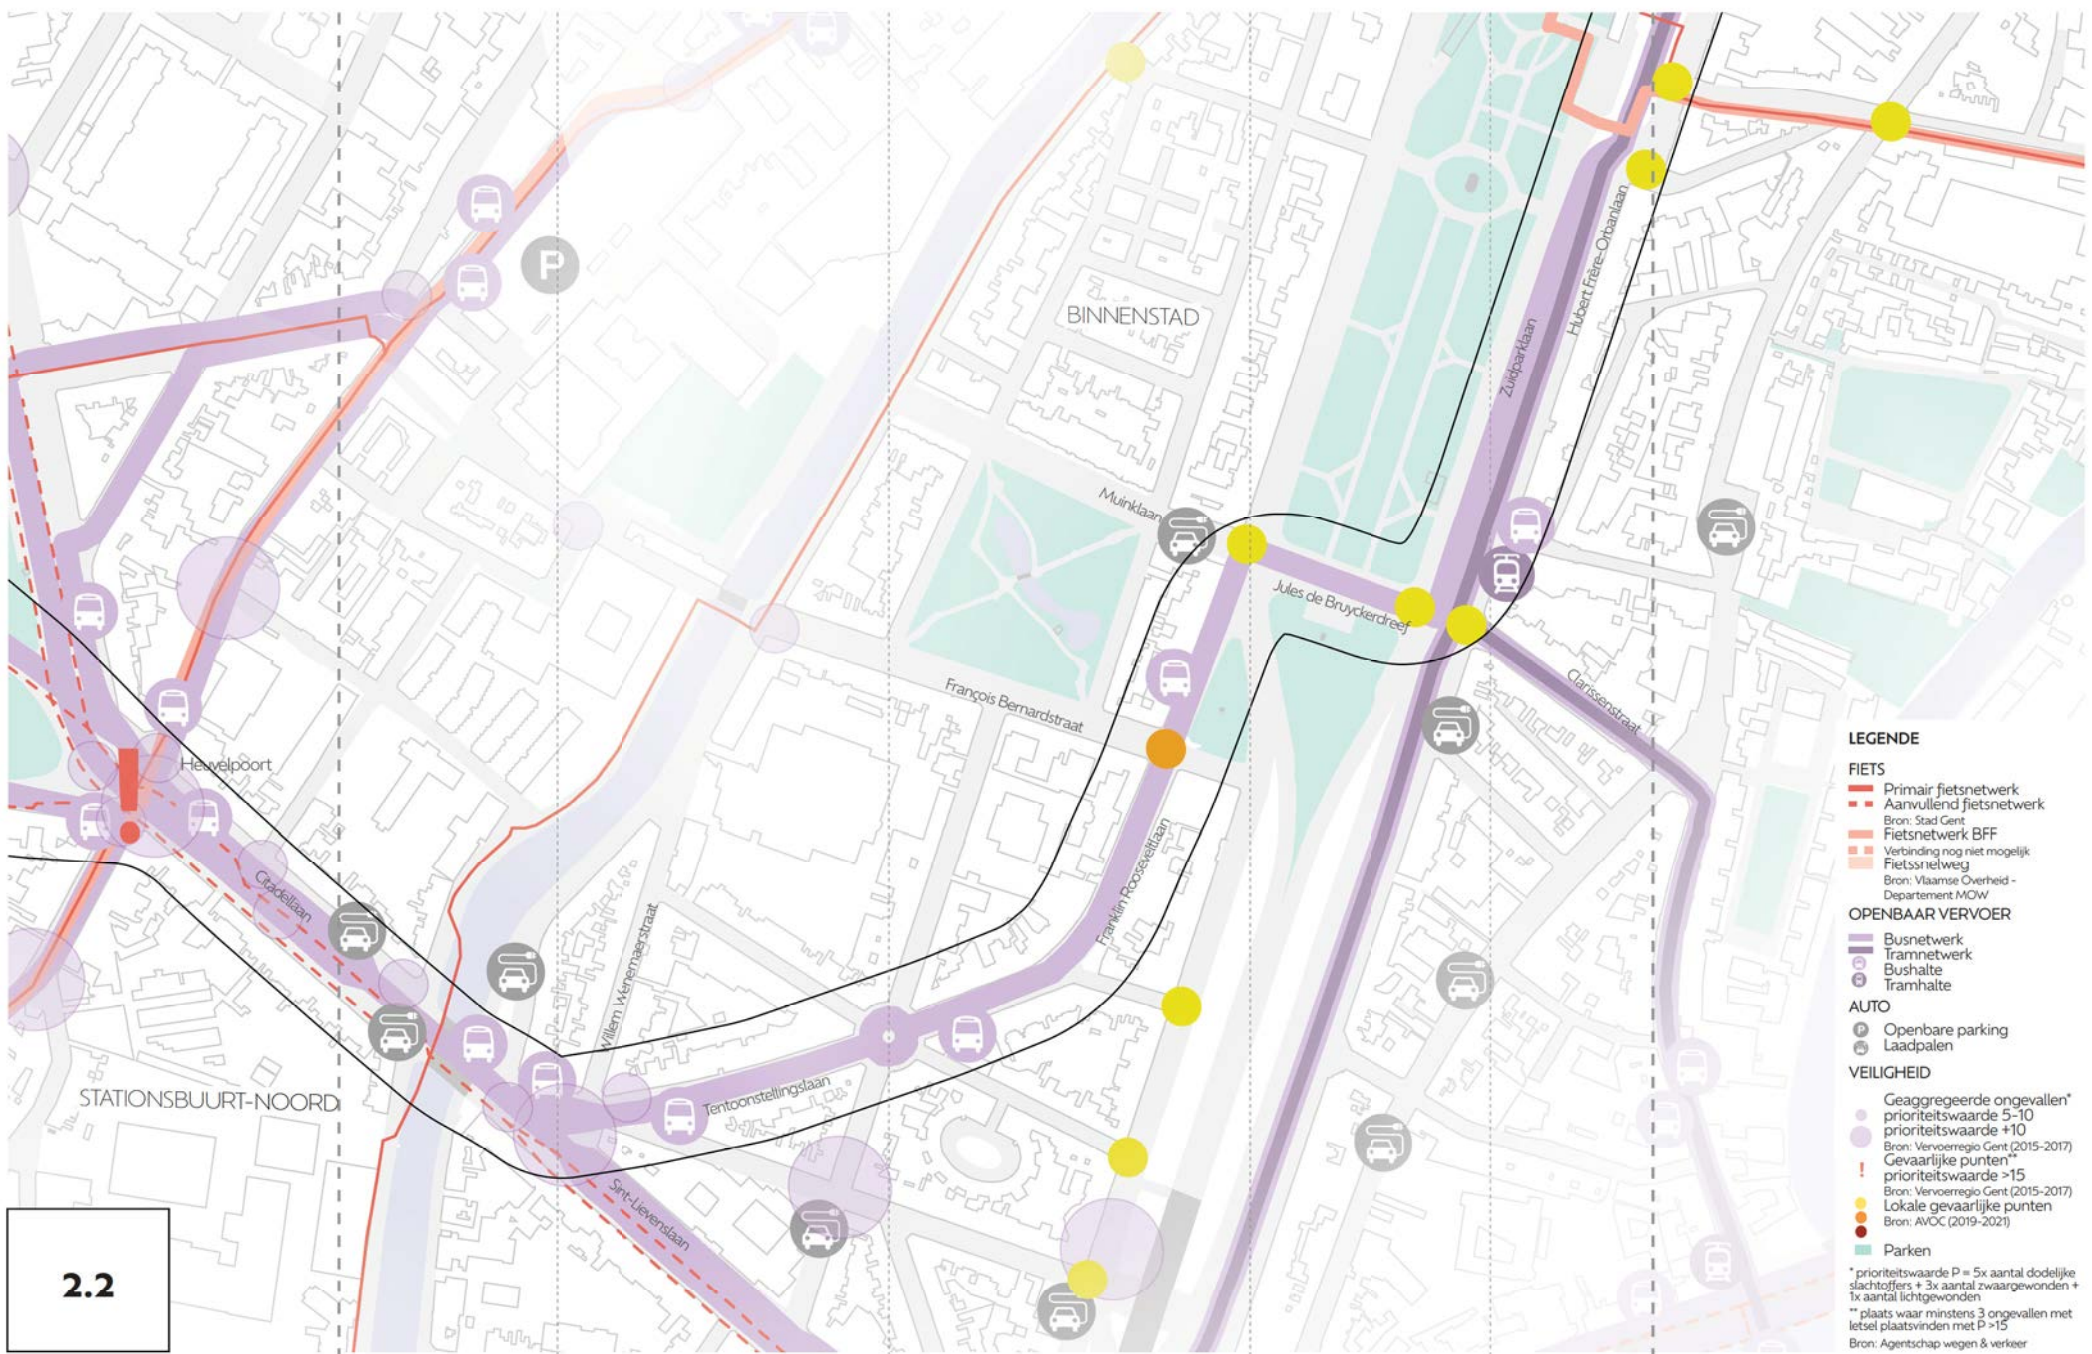 BINNENSTAD
Zuidparklaan
Hubert Frère-Orbanlaan
Muinklaan
Jules de Bruyckerdreef
François Bernardstraat
Clarissenstraat
Heuvelpoort
Citadellaan
Franklin Rooseveltlaan
Willem Wenemaerstraat
STATIONSBUURT-NOORD
Tentoonstellingslaan
Sint-Lievenslaan
P
2.2
LEGENDE
FIETS
Primair fietsnetwerk
Aanvullend fietsnetwerk
Bron: Stad Gent
Fietsnetwerk BFF
Verbinding nog niet mogelijk
Fietssnelweg
Bron: Vlaamse Overheid -
Departement MOW
OPENBAAR VERVOER
Busnetwerk
Tramnetwerk
Bushalte
Tramhalte
AUTO
P Openbare parking
Laadpalen
VEILIGHEID
Geaggregeerde ongevallen*
prioriteitswaarde 5-10
prioriteitswaarde +10
Bron: Vervoerregio Gent (2015-2017)
! Gevaarlijke punten**
prioriteitswaarde >15
Bron: Vervoerregio Gent (2015-2017)
Lokale gevaarlijke punten
Bron: AVOC (2019-2021)
Parken
* prioriteitswaarde P = 5x aantal dodelijke
slachtoffers + 3x aantal zwaargewonden +
1x aantal lichtgewonden
** plaats waar minstens 3 ongevallen met
letsel plaatsvinden met P >15
Bron: Agentschap wegen & verkeer